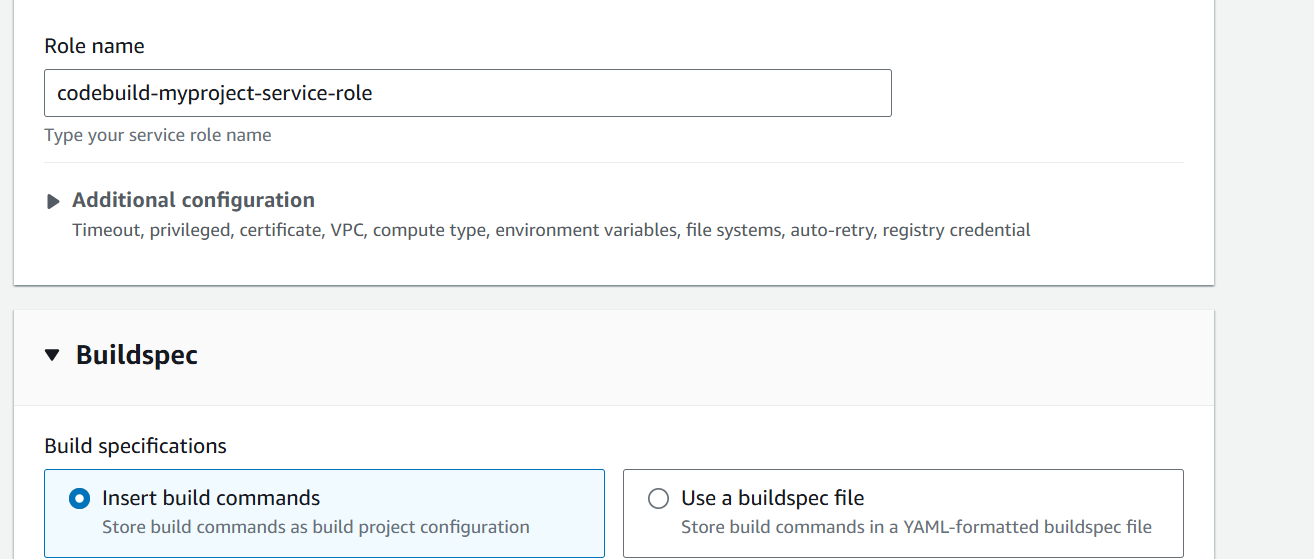 Role name
codebuild-myproject-service-role
Type your service role name
Additional configuration
Timeout, privileged, certificate, VPC, compute type, environment variables, file systems, auto-retry, registry credential
Buildspec
Build specifications
Insert build commands
Store build commands as build project configuration
Use a buildspec file
Store build commands in a YAML-formatted buildspec file